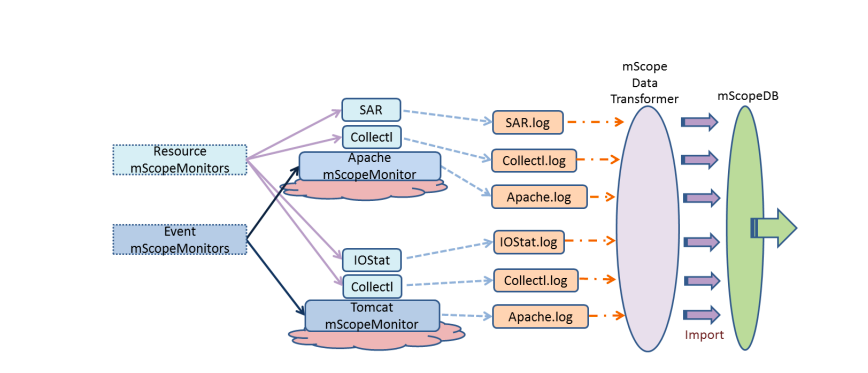 mScope
Data
Transformer
mScopeDB
SAR
SAR.log
Collectl
Resource
mScopeMonitors
Apache
mScopeMonitor
Collectl.log
Apache.log
Event
mScopeMonitors
IOStat.log
IOStat
Collectl
Collectl.log
Tomcat
mScopeMonitor
Apache.log
Import